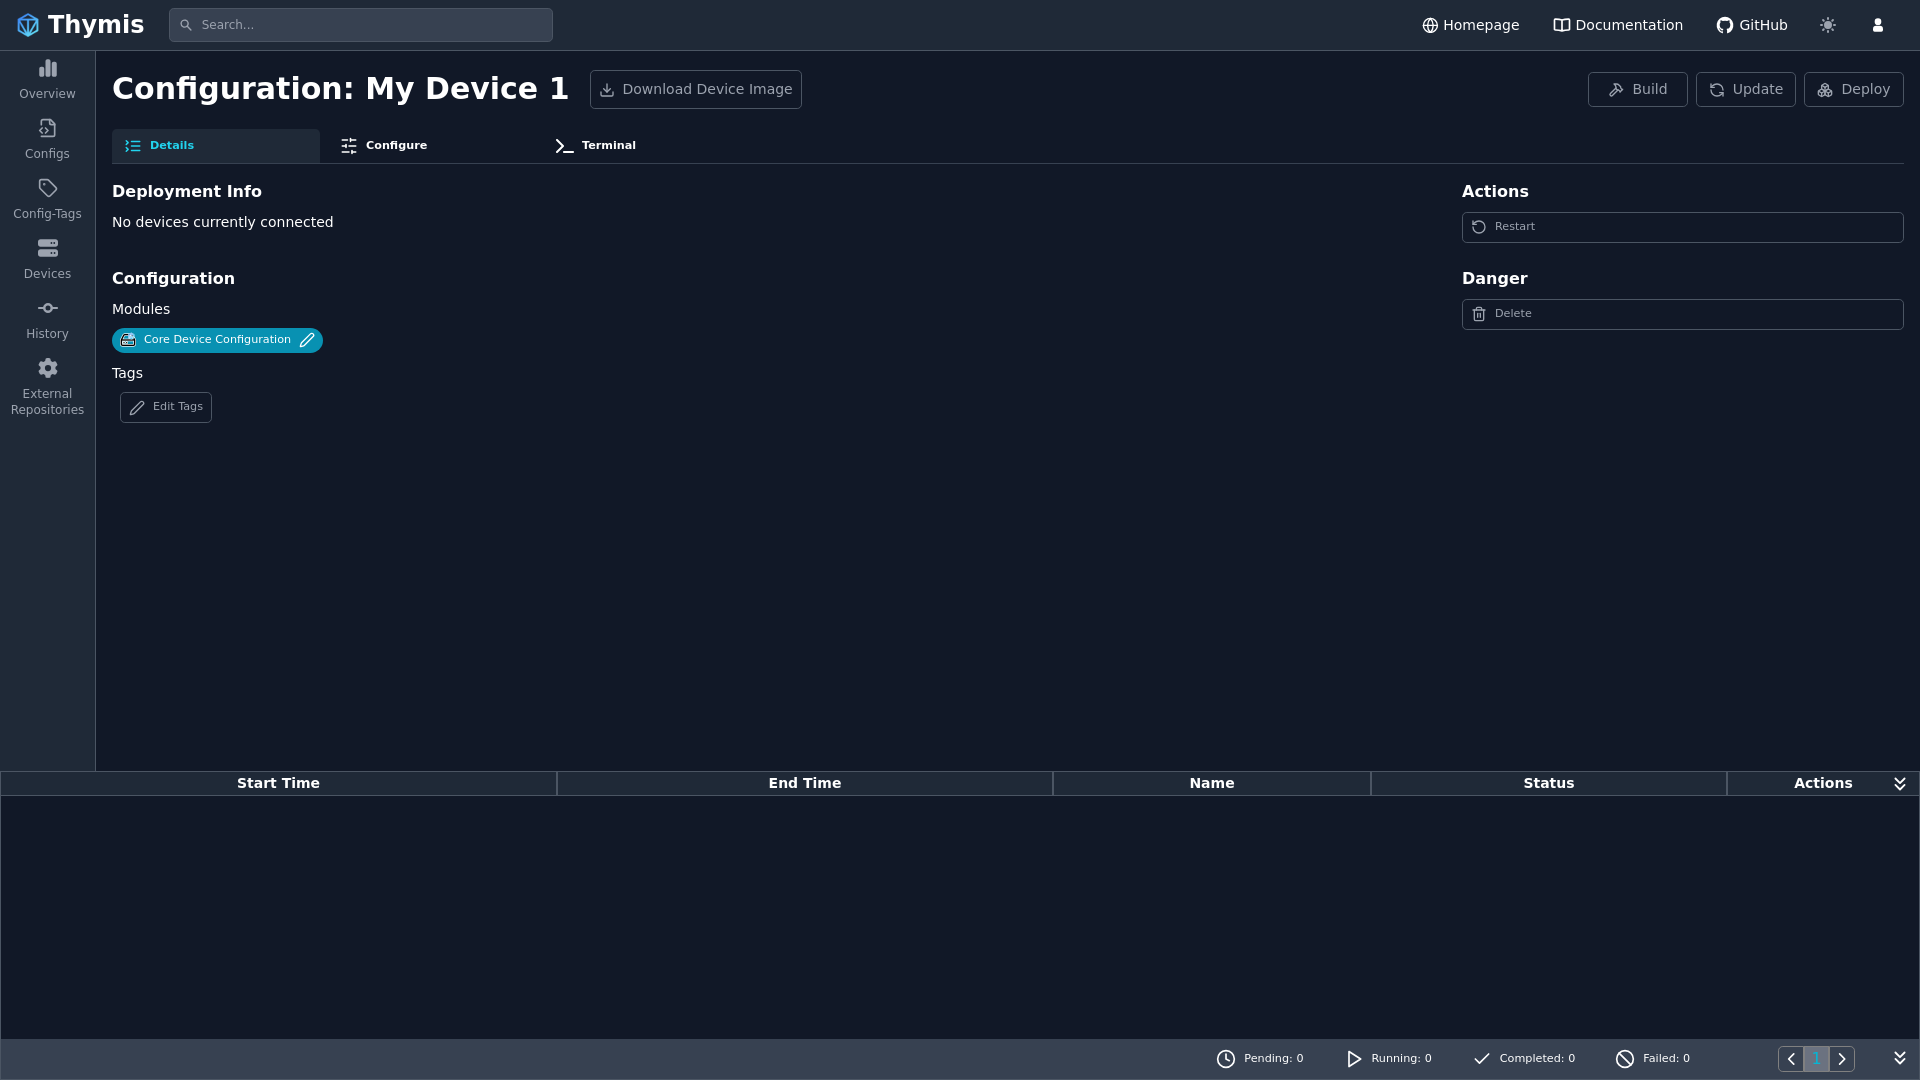 Thymis
Search...
Homepage
Documentation
GitHub
Overview
Configs
Config-Tags
Devices
History
External
Repositories
Configuration: My Device 1
Download Device Image
Build
Update
Deploy
Details
Configure
Terminal
Deployment Info
No devices currently connected
Configuration
Modules
Core Device Configuration
Tags
Edit Tags
Actions
Restart
Danger
Delete
Start Time
End Time
Name
Status
Actions
Pending: 0
Running: 0
Completed: 0
Failed: 0
1